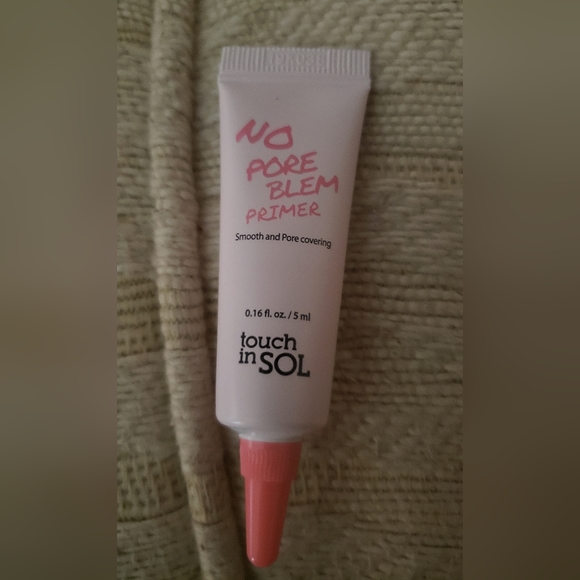 NO
PORE
BLEM
PRIMER
Smooth and Pore covering
0.16 fl. oz. / 5 ml
touch
in SOL